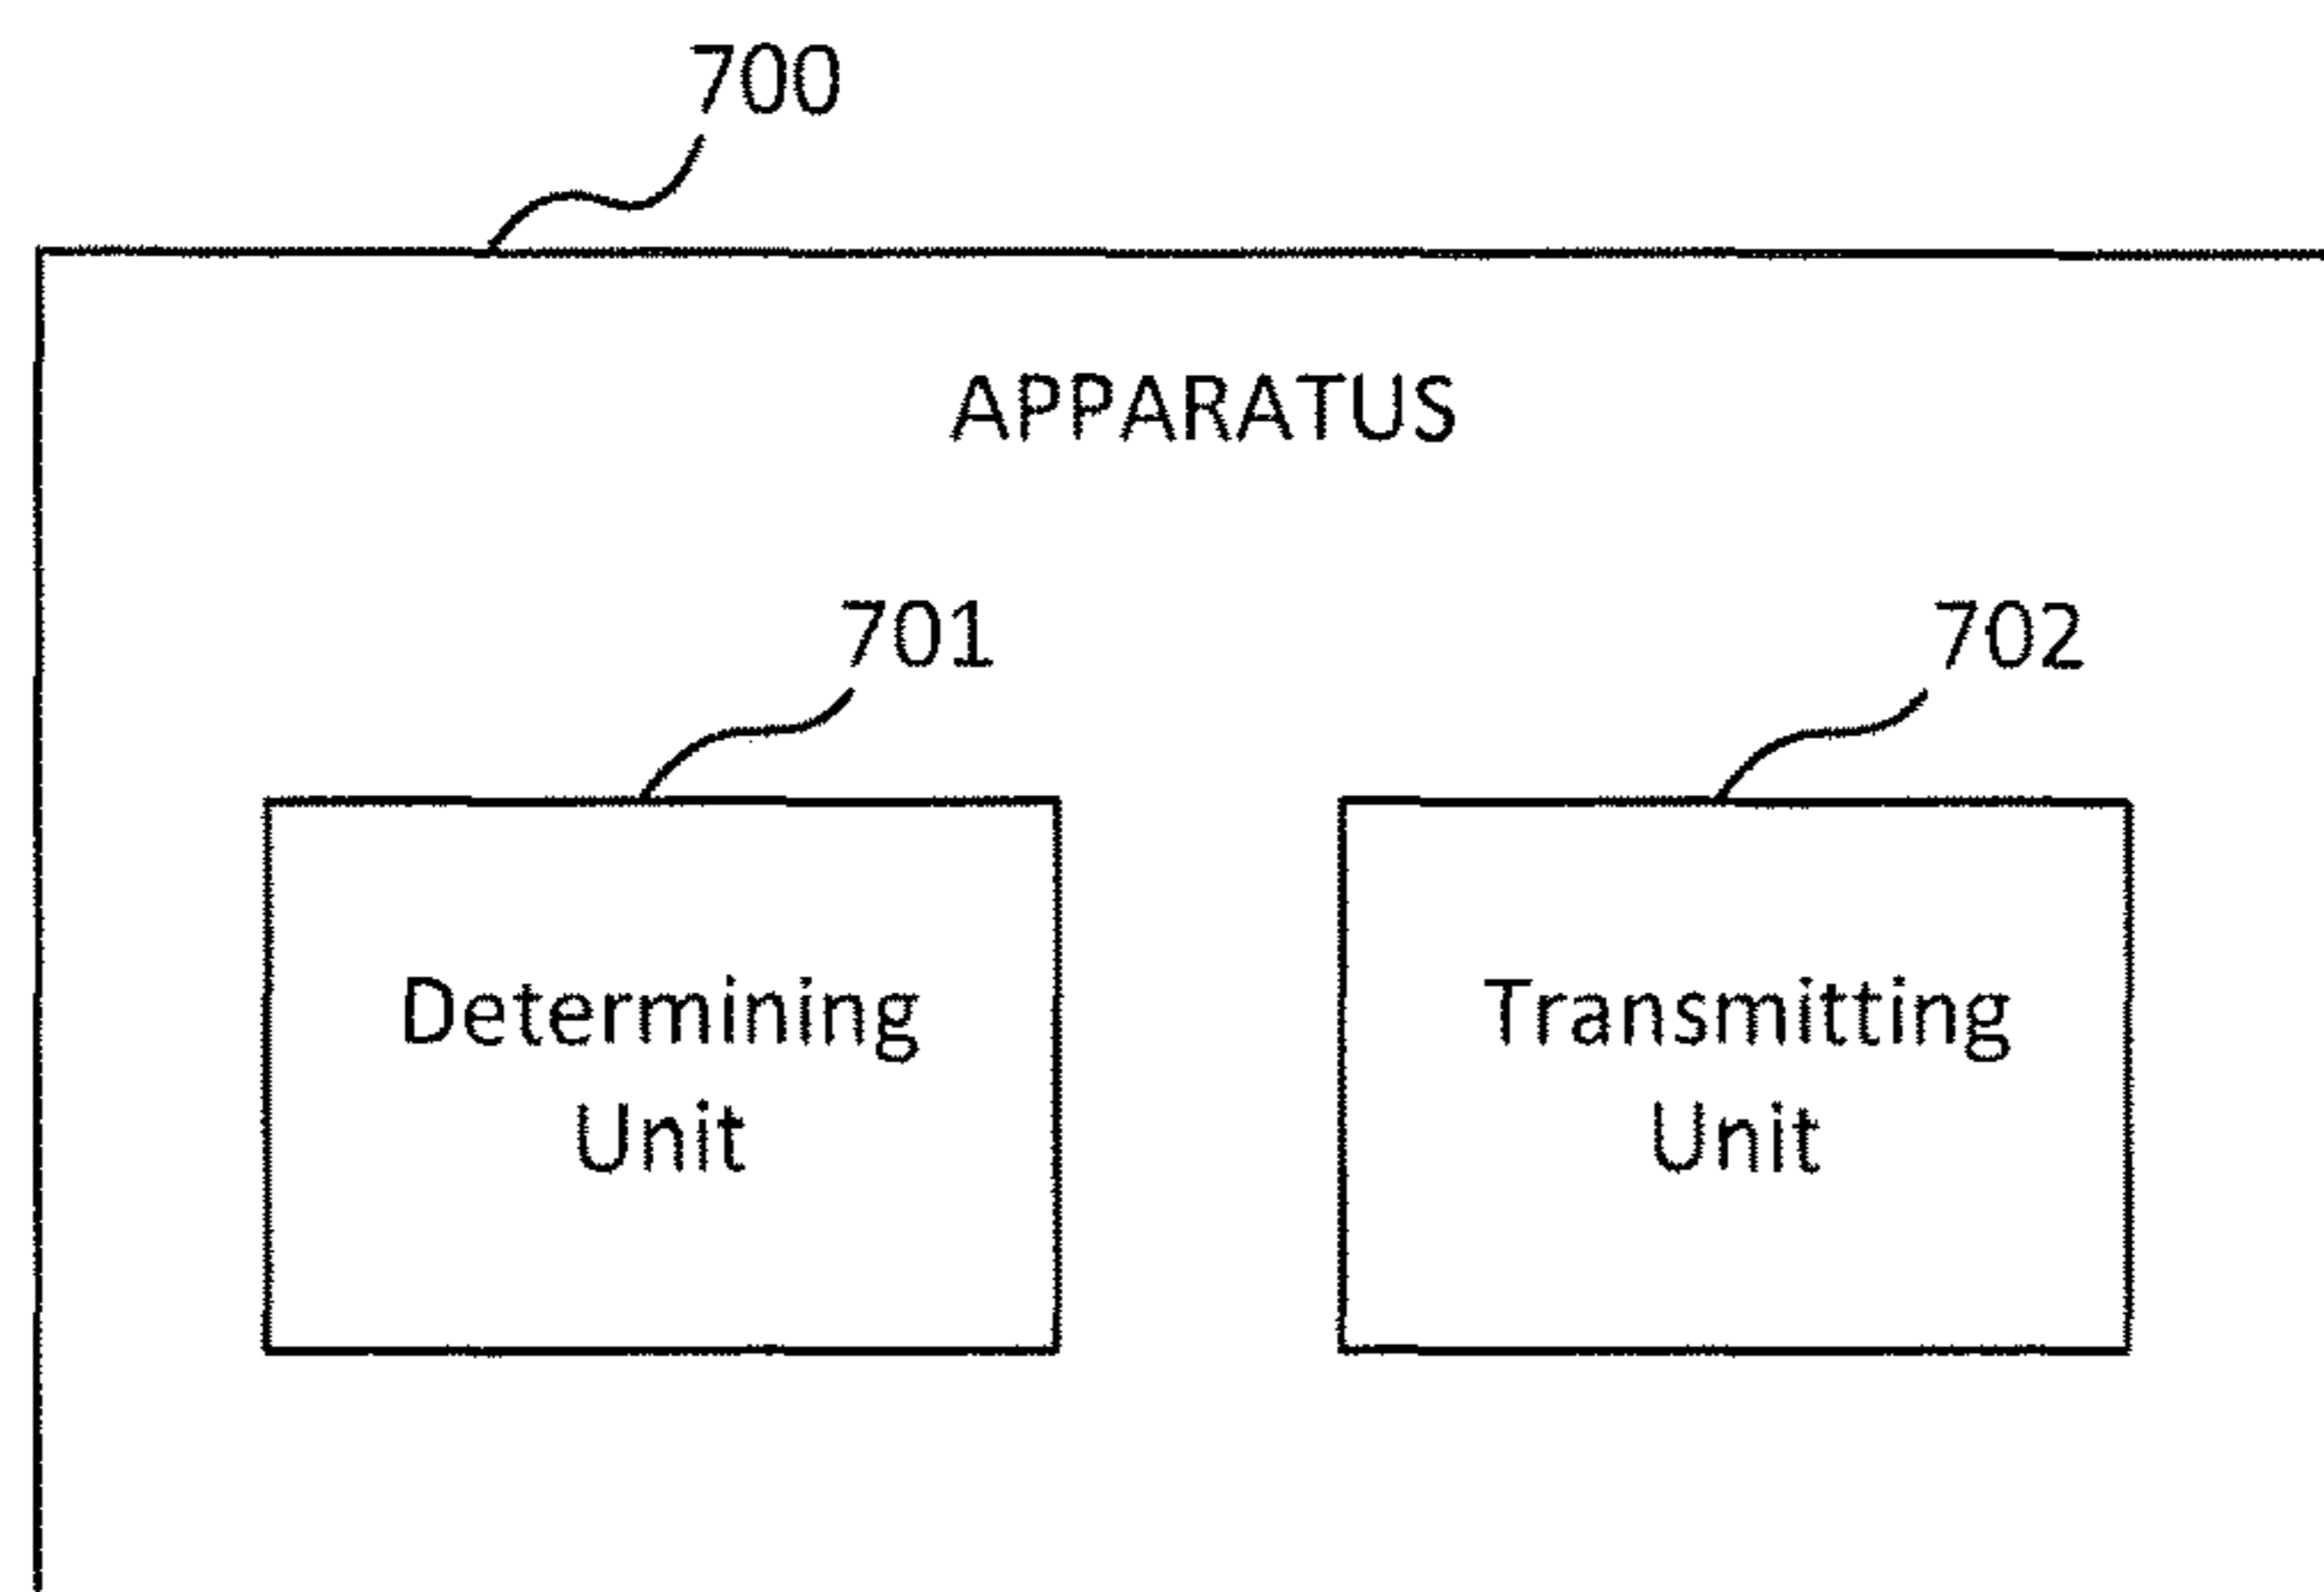 700
APPARATUS
701
702
Determining
Unit
Transmitting
Unit